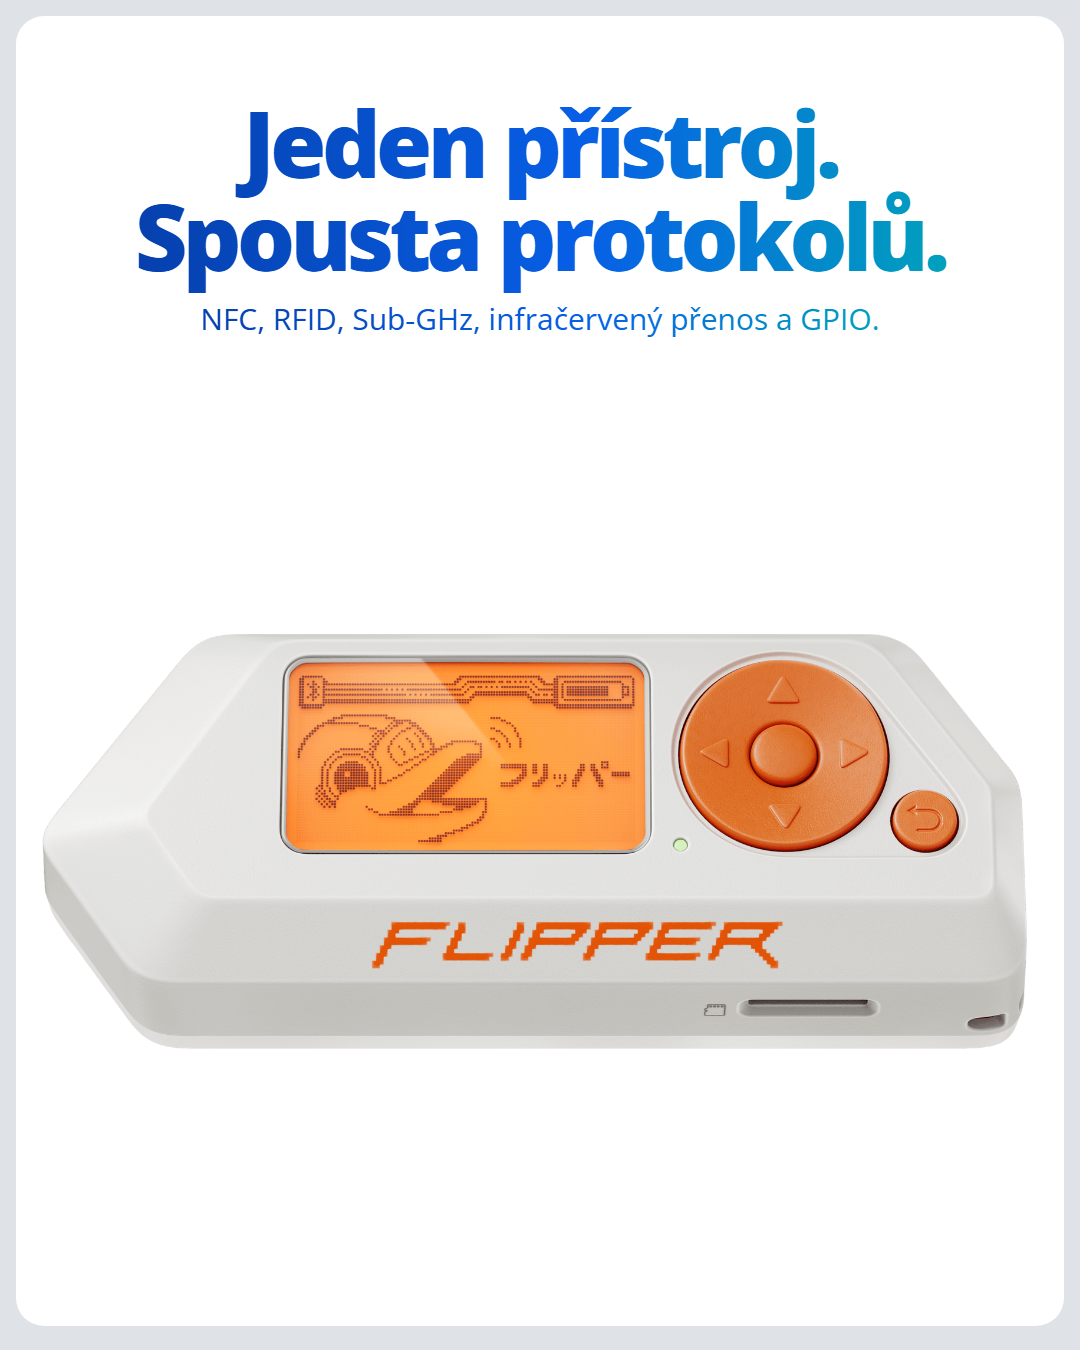 Jeden přístroj.
Spousta protokolů.
NFC, RFID, Sub-GHz, infračervený přenos a GPIO.
フリッパー
FLIPPER